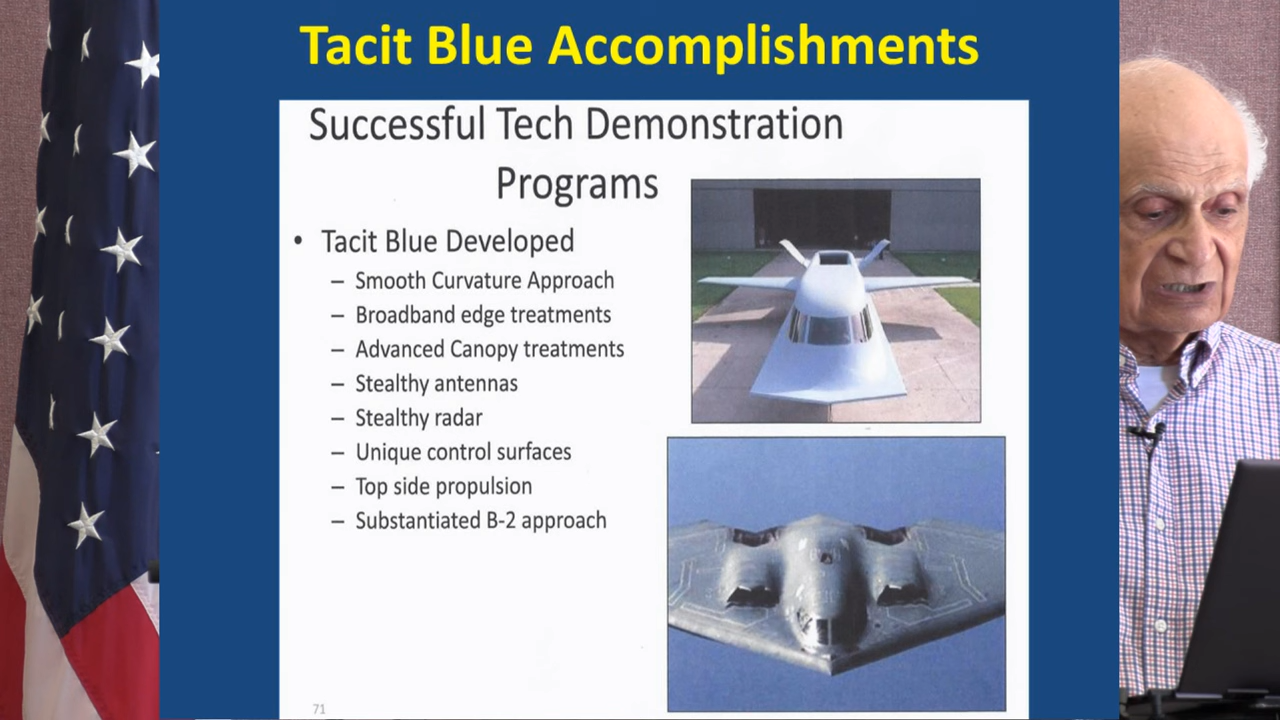 Tacit Blue Accomplishments
Successful Tech Demonstration
Programs
• Tacit Blue Developed
– Smooth Curvature Approach
– Broadband edge treatments
– Advanced Canopy treatments
– Stealthy antennas
– Stealthy radar
– Unique control surfaces
– Top side propulsion
– Substantiated B-2 approach
71